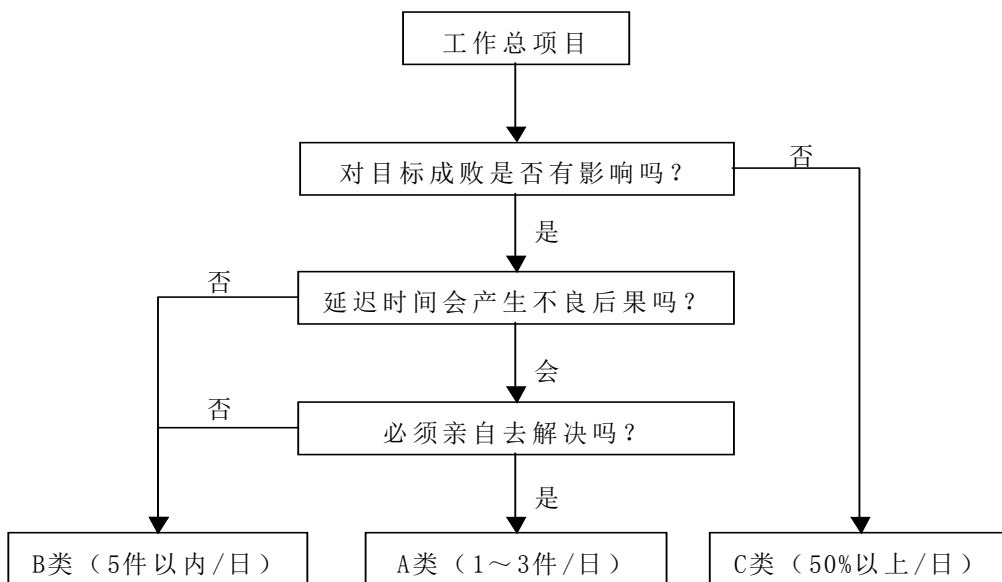 工作总项目
对目标成败是否有影响吗？
否
是
否
延迟时间会产生不良后果吗？
会
否
必须亲自去解决吗？
是
B类（5件以内/日）
A类（1～3件/日）
C类（50%以上/日）